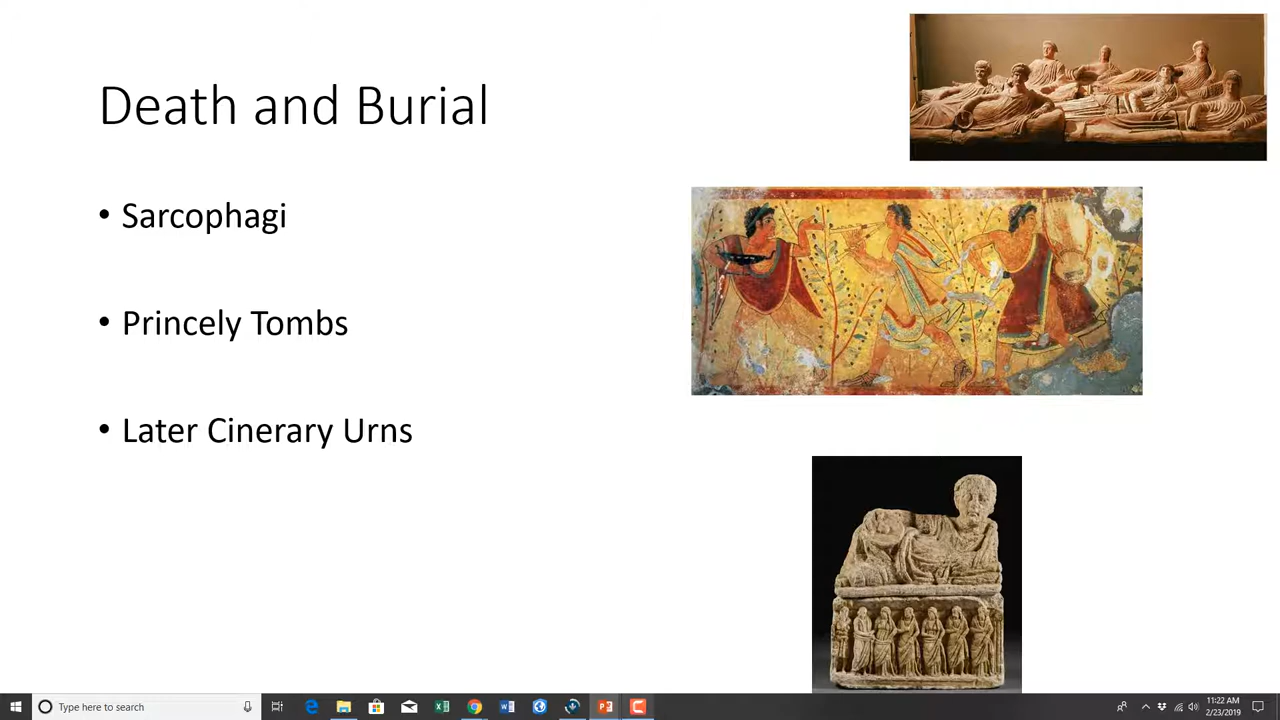 Death and Burial
• Sarcophagi
• Princely Tombs
• Later Cinerary Urns
Type here to search
11:22 AM
2/23/2019